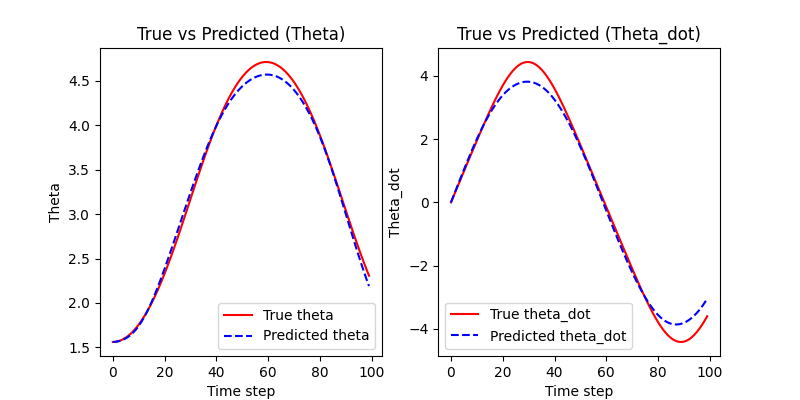 True vs Predicted (Theta)
Theta
4.5
4.0
3.5
3.0
2.5
2.0
1.5
0
20
40
60
80
100
Time step
True theta
Predicted theta
True vs Predicted (Theta_dot)
Theta_dot
4
2
0
−2
−4
0
20
40
60
80
100
Time step
True theta_dot
Predicted theta_dot